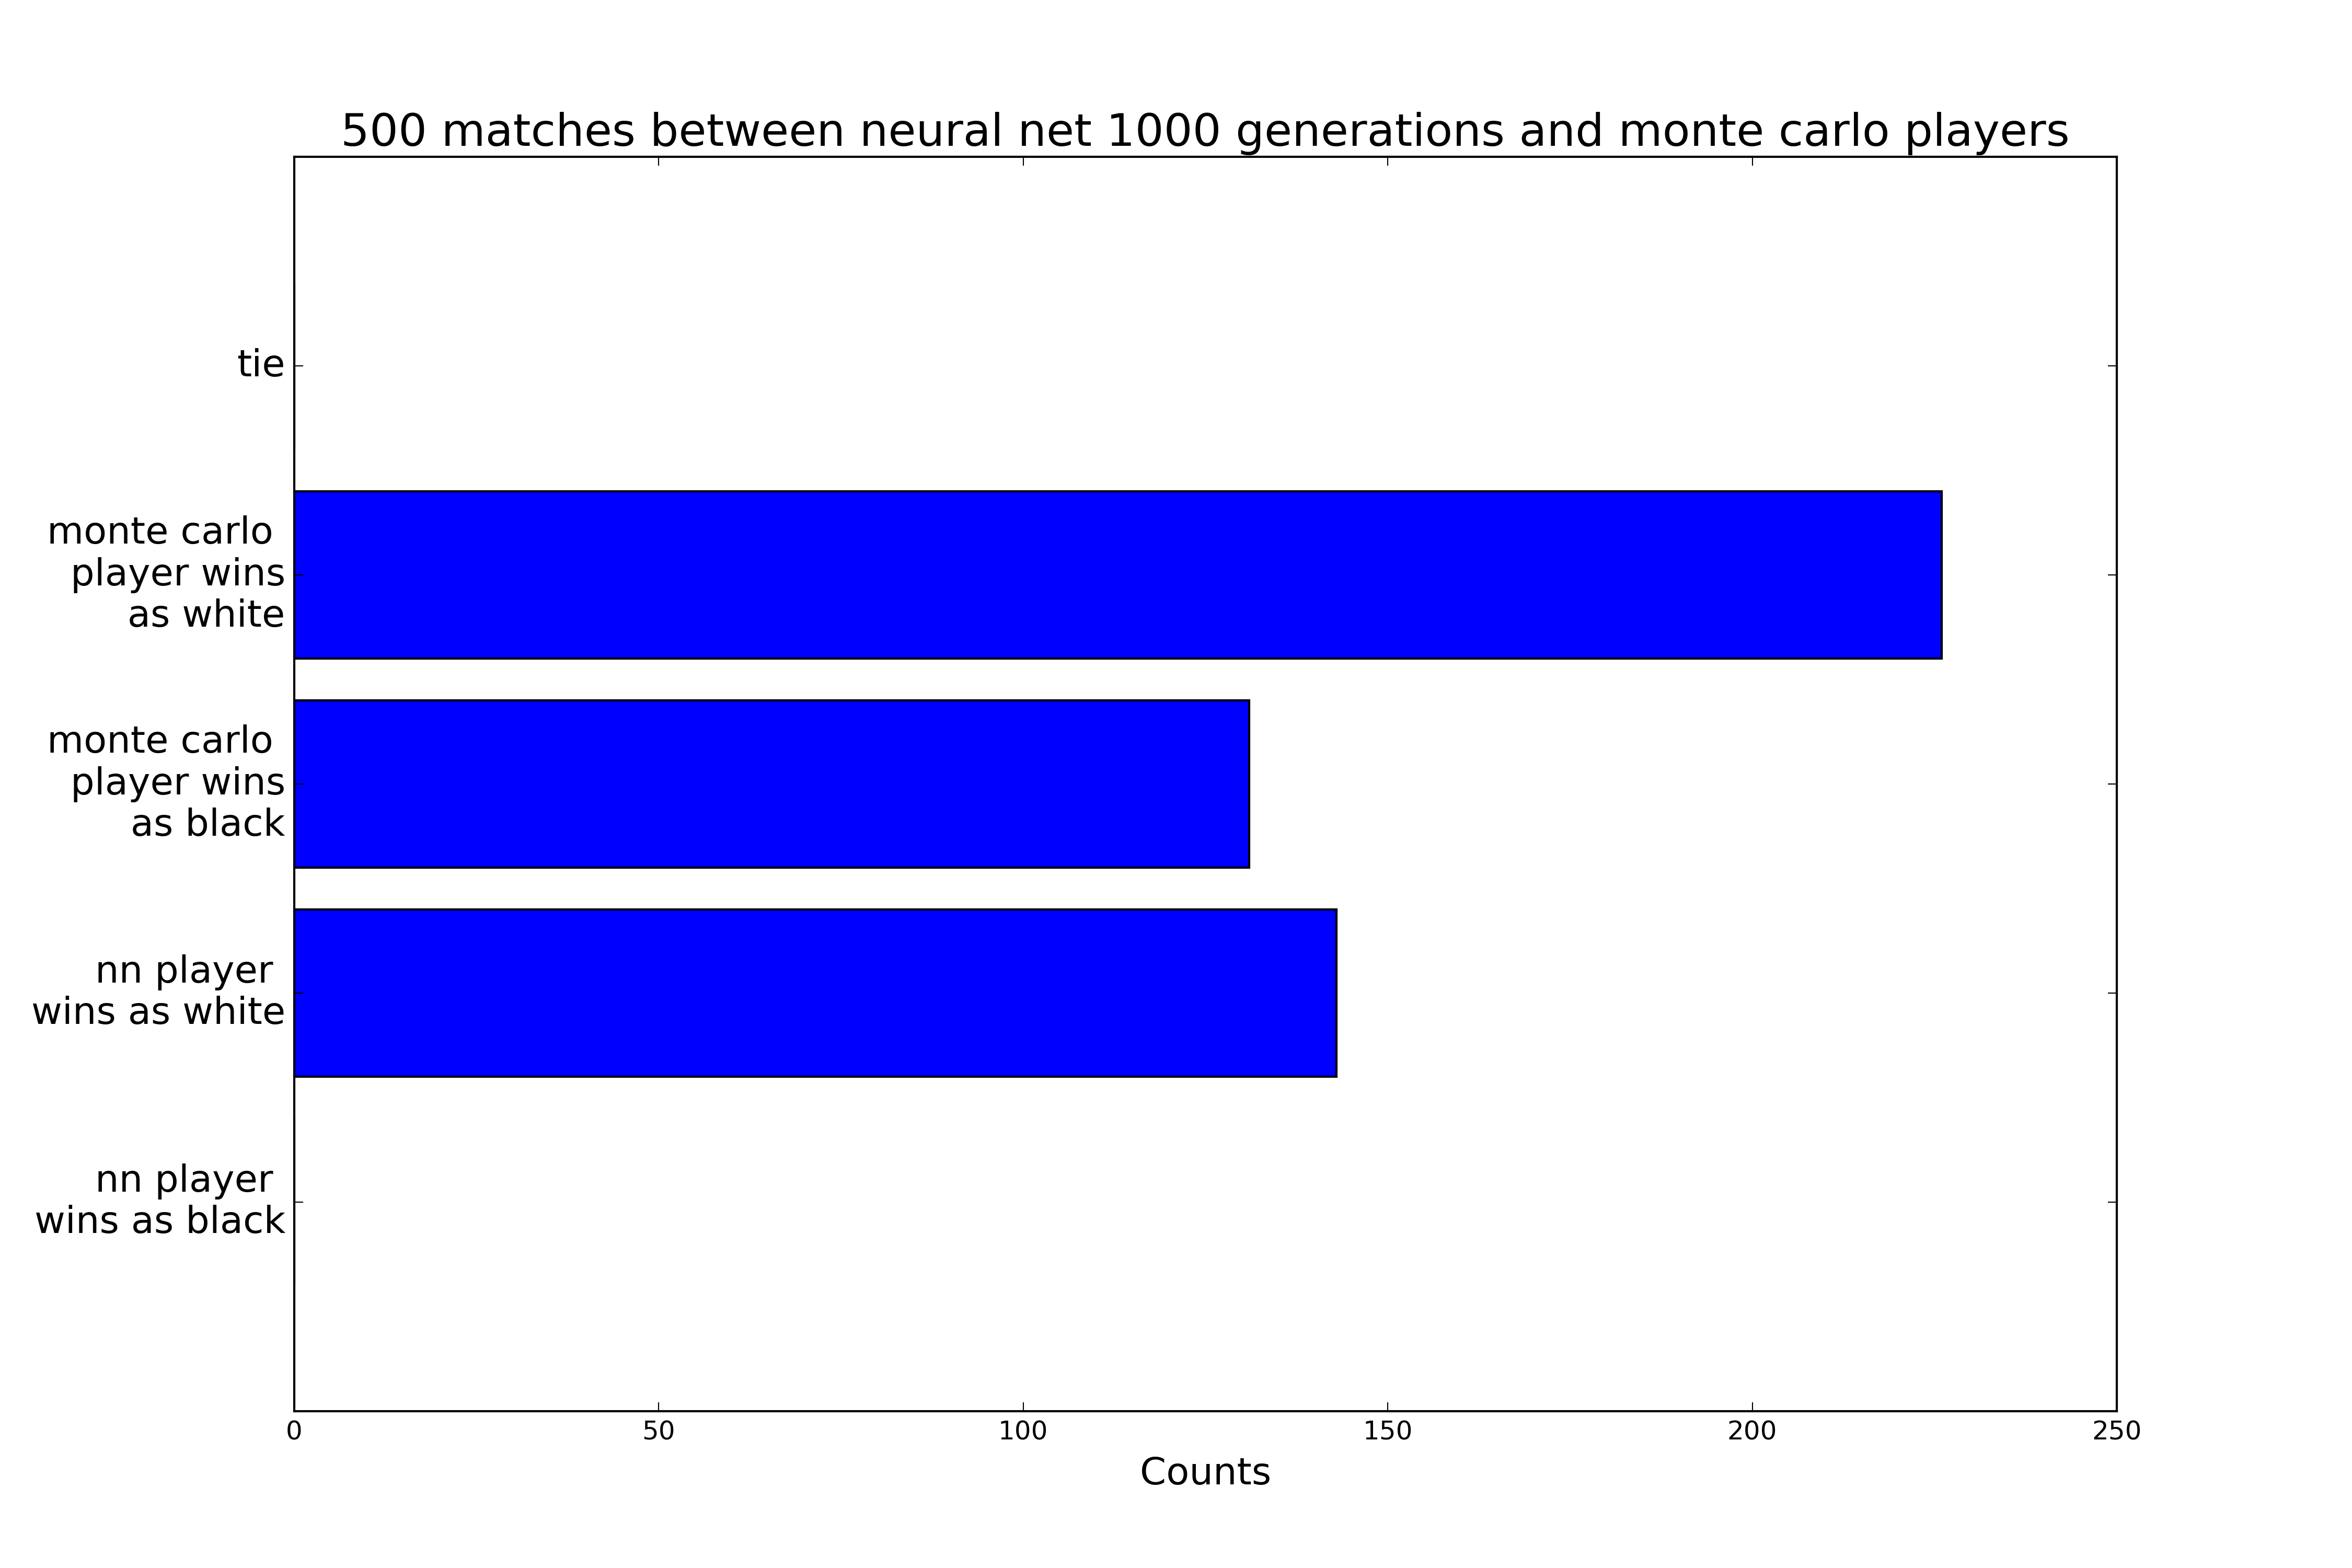 500 matches between neural net 1000 generations and monte carlo players
tie
monte carlo
player wins
as white
monte carlo
player wins
as black
nn player
wins as white
nn player
wins as black
0 50 100 150 200 250
Counts